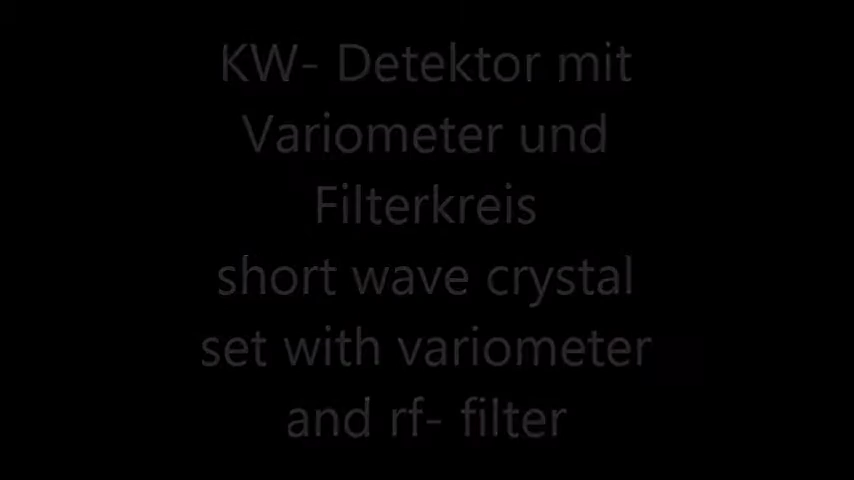 KW- Detektor mit
Variometer und
Filterkreis
short wave crystal
set with variometer
and rf- filter